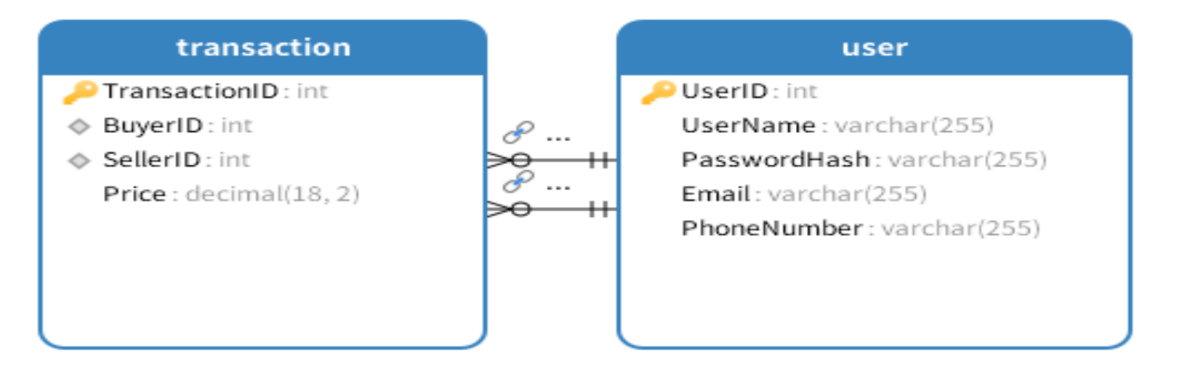 transaction
TransactionID : int
BuyerID : int
SellerID : int
Price : decimal(18, 2)
...
...
user
UserID : int
UserName : varchar(255)
PasswordHash : varchar(255)
Email : varchar(255)
PhoneNumber : varchar(255)